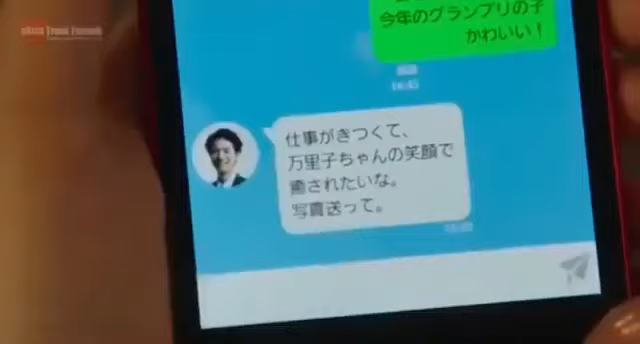 今年のグランプリの子
かわいい!
仕事がきつくて、
万里子ちゃんの笑顔で
癒されたいな。
写真送って。